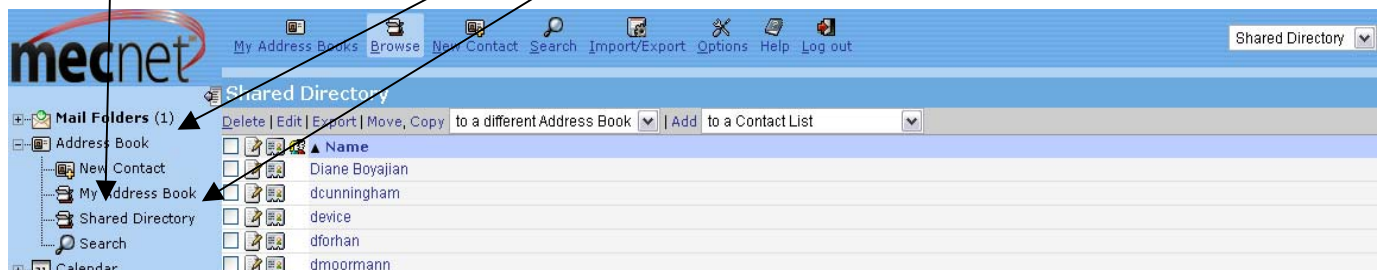 mecnet
My Address Books Browse New Contact Search Import/Export Options Help Log out
Shared Directory
Shared Directory
Mail Folders (1)
Address Book
New Contact
My Address Book
Shared Directory
Search
Calendar
Delete | Edit | Export | Move, Copy to a different Address Book | Add to a Contact List
Name
Diane Boyajian
dcunningham
device
dforhan
dmoormann